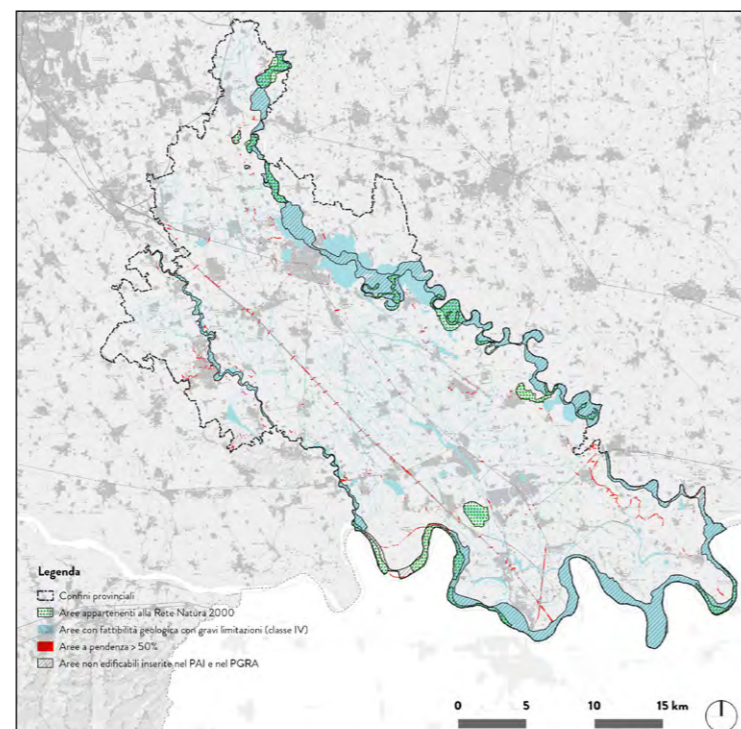 Legenda
Confini provinciali
Aree appartenenti alla Rete Natura 2000
Aree con fattibilità geologica con gravi limitazioni (classe IV)
Aree a pendenza > 50%
Aree non edificabili inserite nel PAI e nel PGRA
0 5 10 15 km